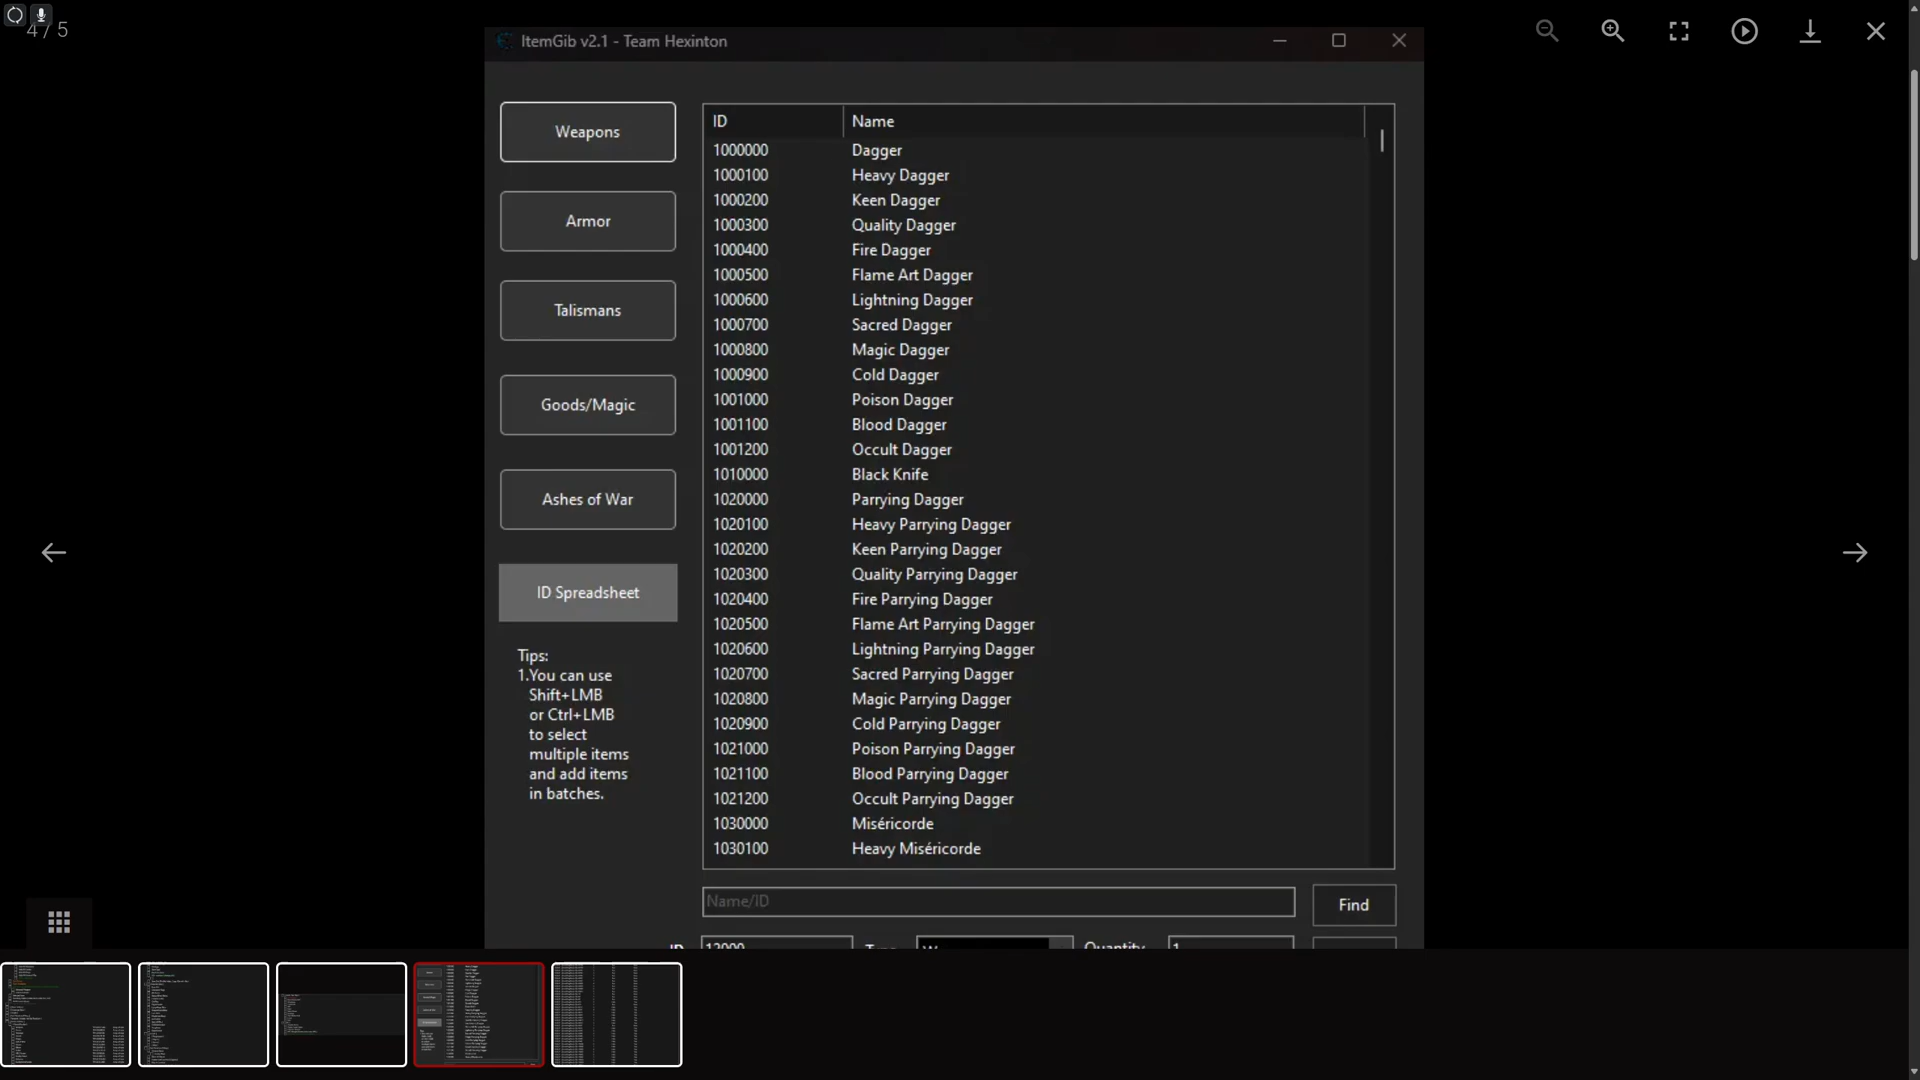 4 / 5
ItemGib v2.1 - Team Hexinton
Weapons
Armor
Talismans
Goods/Magic
Ashes of War
ID Spreadsheet
Tips:
1.You can use
Shift+LMB
or Ctrl+LMB
to select
multiple items
and add items
in batches.
ID Name
1000000 Dagger
1000100 Heavy Dagger
1000200 Keen Dagger
1000300 Quality Dagger
1000400 Fire Dagger
1000500 Flame Art Dagger
1000600 Lightning Dagger
1000700 Sacred Dagger
1000800 Magic Dagger
1000900 Cold Dagger
1001000 Poison Dagger
1001100 Blood Dagger
1001200 Occult Dagger
1010000 Black Knife
1020000 Parrying Dagger
1020100 Heavy Parrying Dagger
1020200 Keen Parrying Dagger
1020300 Quality Parrying Dagger
1020400 Fire Parrying Dagger
1020500 Flame Art Parrying Dagger
1020600 Lightning Parrying Dagger
1020700 Sacred Parrying Dagger
1020800 Magic Parrying Dagger
1020900 Cold Parrying Dagger
1021000 Poison Parrying Dagger
1021100 Blood Parrying Dagger
1021200 Occult Parrying Dagger
1030000 Miséricorde
1030100 Heavy Miséricorde
Name/ID Find
ID 12000 Quantity 1